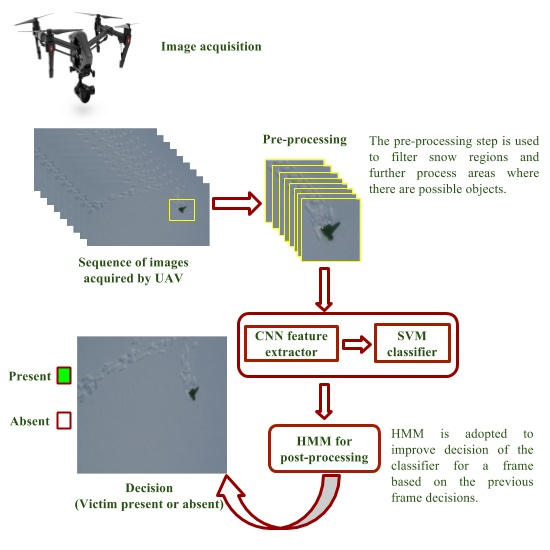 Image acquisition
Pre-processing
The pre-processing step is used
to filter snow regions and
further process areas where
there are possible objects.
Sequence of images
acquired by UAV
CNN feature
extractor
SVM
classifier
Present
Absent
HMM for
post-processing
HMM is adopted to
improve decision of the
classifier for a frame
based on the previous
frame decisions.
Decision
(Victim present or absent)